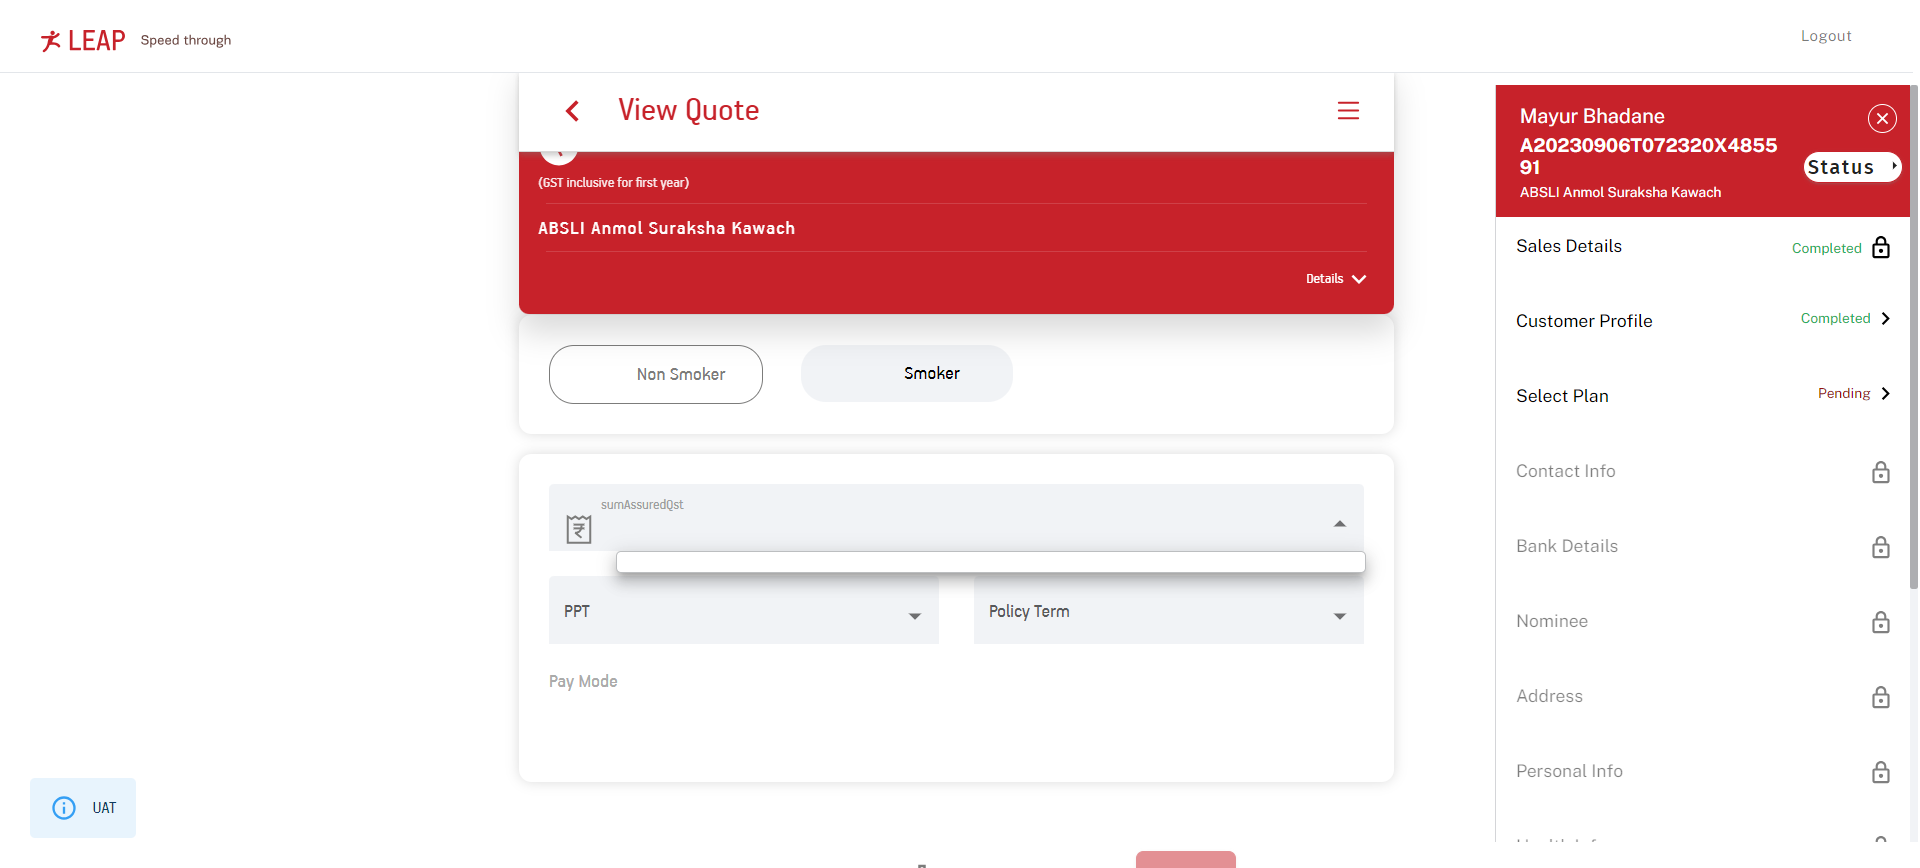 LEAP Speed through
Logout
View Quote
(GST inclusive for first year)
ABSLI Anmol Suraksha Kawach
Details
Non Smoker
Smoker
sumAssuredQst
PPT
Policy Term
Pay Mode
UAT
Mayur Bhadane
A20230906T072320X4855
91
Status
ABSLI Anmol Suraksha Kawach
Sales Details Completed
Customer Profile Completed
Select Plan Pending
Contact Info
Bank Details
Nominee
Address
Personal Info